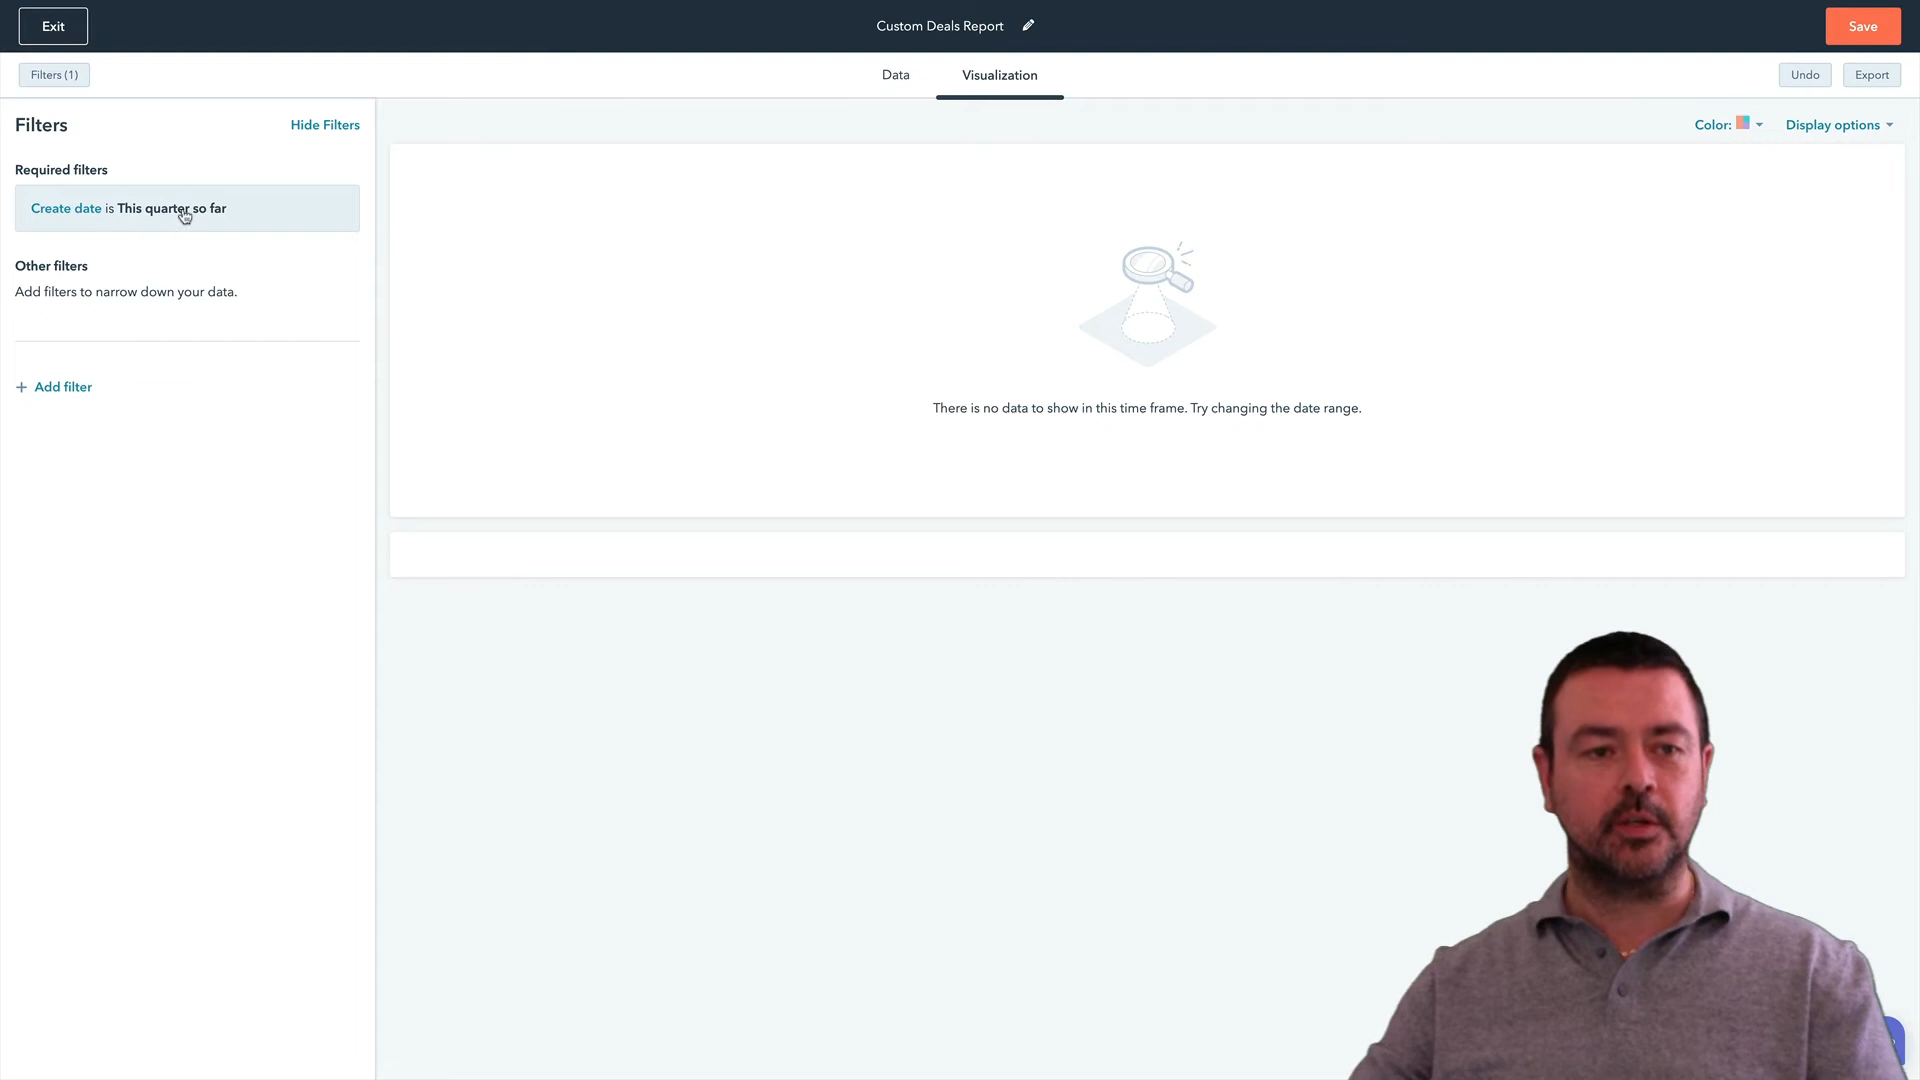 Exit
Custom Deals Report
Save
Filters (1)
Data
Visualization
Undo
Export
Filters
Hide Filters
Color:
Display options
Required filters
Create date is This quarter so far
Other filters
Add filters to narrow down your data.
+ Add filter
There is no data to show in this time frame. Try changing the date range.